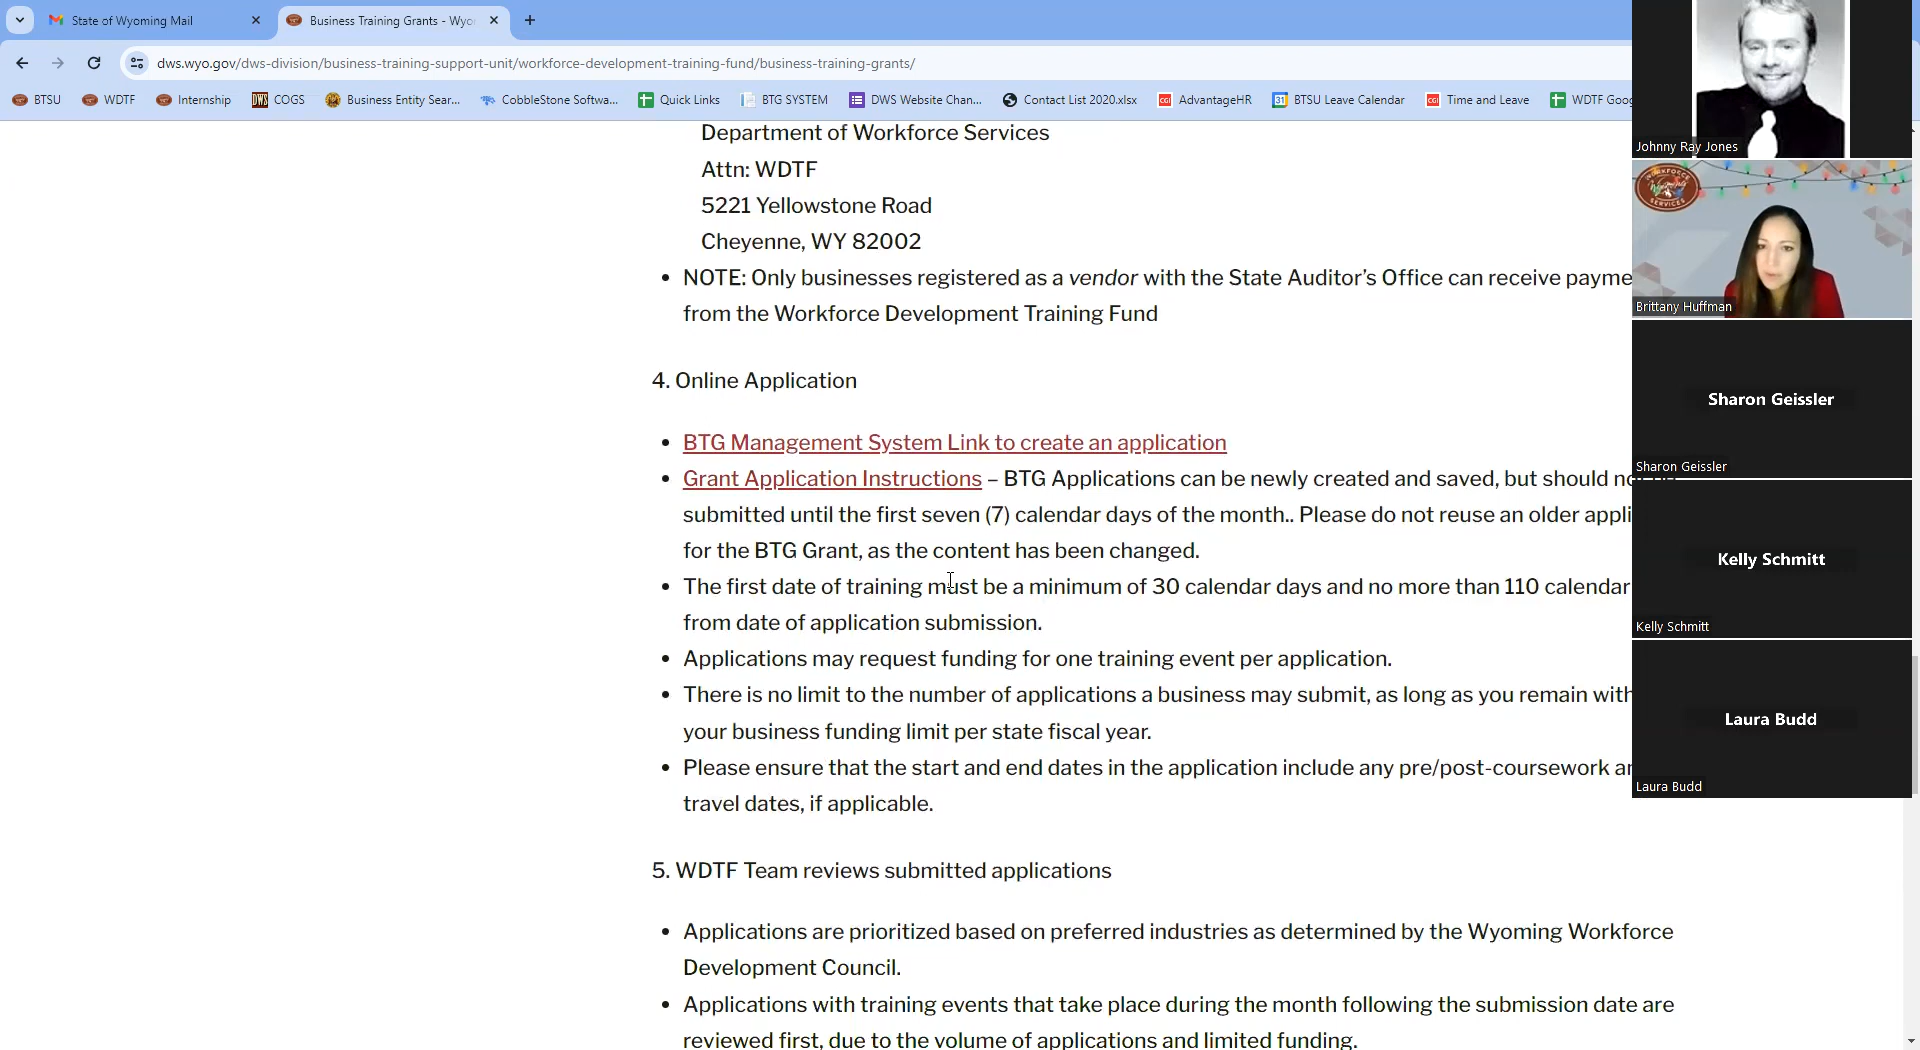 State of Wyoming Mail
Business Training Grants - Wyo
dws.wyo.gov/dws-division/business-training-support-unit/workforce-development-training-fund/business-training-grants/
BTSU WDTF Internship DWS COGS Business Entity Sear... CobbleStone Softwa... Quick Links BTG SYSTEM DWS Website Chan... Contact List 2020.xlsx CGI AdvantageHR 31 BTSU Leave Calendar CGI Time and Leave WDTF Goog
Department of Workforce Services
Attn: WDTF
5221 Yellowstone Road
Cheyenne, WY 82002
• NOTE: Only businesses registered as a vendor with the State Auditor's Office can receive payme
from the Workforce Development Training Fund
4. Online Application
• BTG Management System Link to create an application
• Grant Application Instructions – BTG Applications can be newly created and saved, but should
submitted until the first seven (7) calendar days of the month.. Please do not reuse an older appli
for the BTG Grant, as the content has been changed.
• The first date of training must be a minimum of 30 calendar days and no more than 110 calendar
from date of application submission.
• Applications may request funding for one training event per application.
• There is no limit to the number of applications a business may submit, as long as you remain with
your business funding limit per state fiscal year.
• Please ensure that the start and end dates in the application include any pre/post-coursework
travel dates, if applicable.
5. WDTF Team reviews submitted applications
• Applications are prioritized based on preferred industries as determined by the Wyoming Workforce
Development Council.
• Applications with training events that take place during the month following the submission date are
reviewed first, due to the volume of applications and limited funding.
Johnny Ray Jones
WORKFORCE
Wyoming
SERVICES
Brittany Huffman
Sharon Geissler
Sharon Geissler
Kelly Schmitt
Kelly Schmitt
Laura Budd
Laura Budd